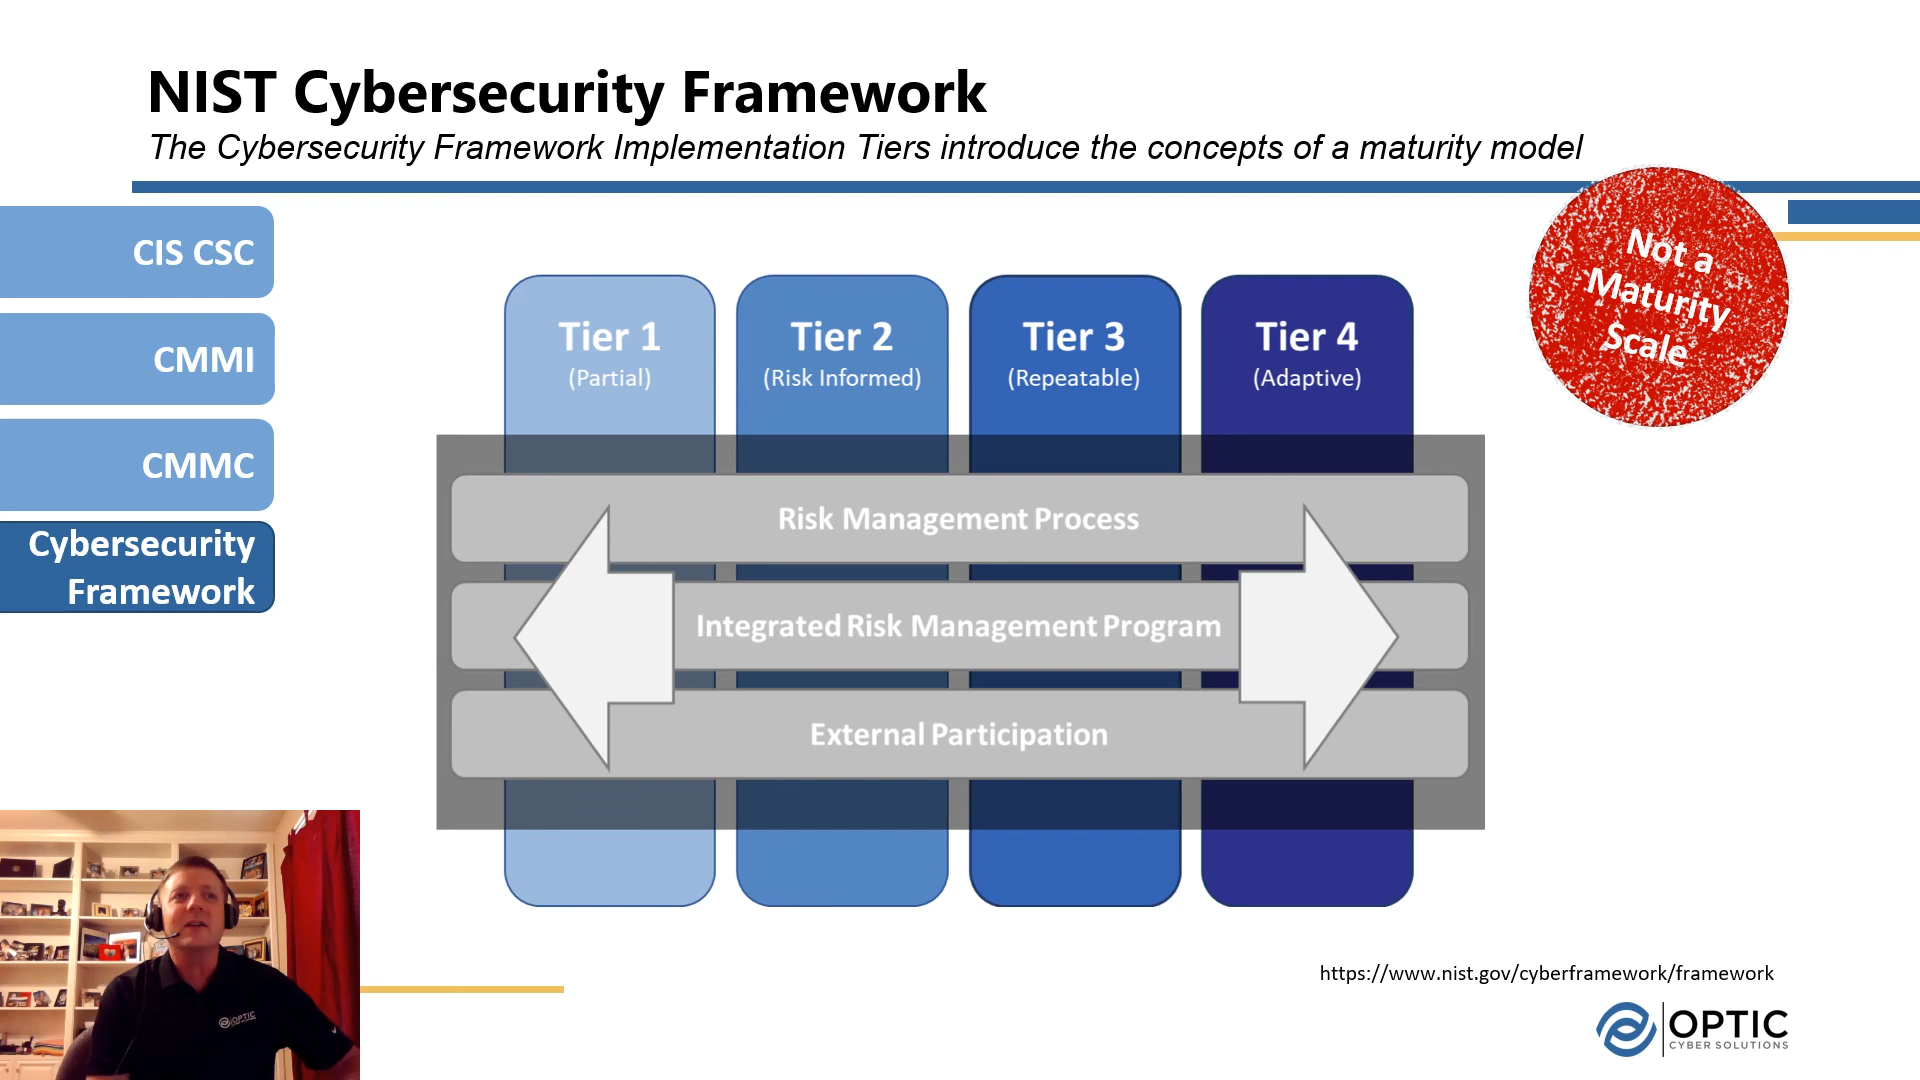 NIST Cybersecurity Framework
The Cybersecurity Framework Implementation Tiers introduce the concepts of a maturity model
CIS CSC
CMMI
CMMC
Cybersecurity
Framework
Not a
Maturity
Scale
Tier 1
(Partial)
Tier 2
(Risk Informed)
Tier 3
(Repeatable)
Tier 4
(Adaptive)
Risk Management Process
Integrated Risk Management Program
External Participation
OPTIC
https://www.nist.gov/cyberframework/framework
OPTIC
CYBER SOLUTIONS